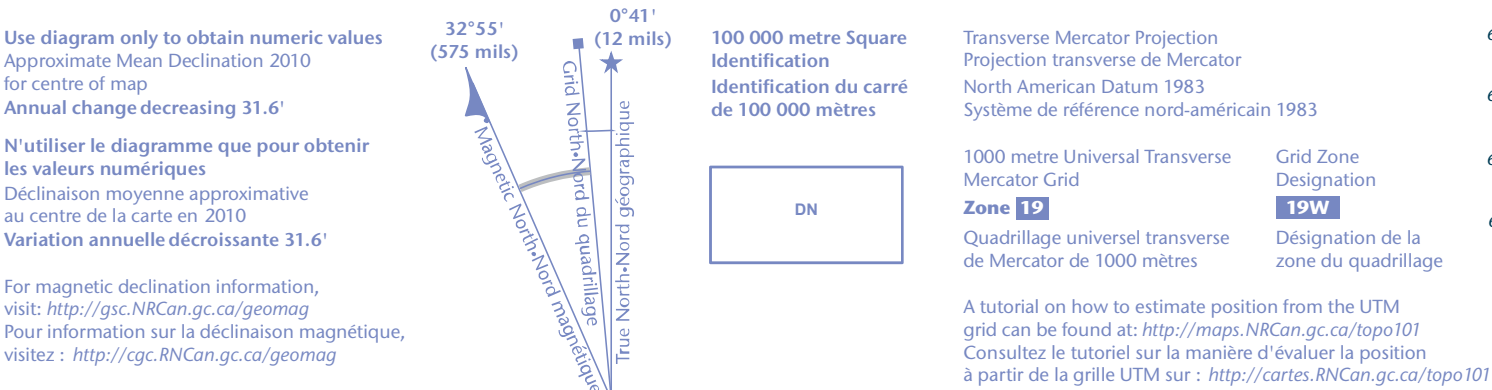 Use diagram only to obtain numeric values
Approximate Mean Declination 2010
for centre of map
Annual change decreasing 31.6'
N'utiliser le diagramme que pour obtenir
les valeurs numériques
Déclinaison moyenne approximative
au centre de la carte en 2010
Variation annuelle décroissante 31.6'
For magnetic declination information,
visit: http://gsc.NRCan.gc.ca/geomag
Pour information sur la déclinaison magnétique,
visitez : http://cgc.RNCan.gc.ca/geomag
32°55'
(575 mils)
0°41'
(12 mils)
Magnetic North•Nord magnétique
Grid North•Nord du quadrillage
True North•Nord géographique
100 000 metre Square
Identification
Identification du carré
de 100 000 mètres
DN
Transverse Mercator Projection
Projection transverse de Mercator
North American Datum 1983
Système de référence nord-américain 1983
1000 metre Universal Transverse
Mercator Grid
Zone 19
Quadrillage universel transverse
de Mercator de 1000 mètres
Grid Zone
Designation
19W
Désignation de la
zone du quadrillage
A tutorial on how to estimate position from the UTM
grid can be found at: http://maps.NRCan.gc.ca/topo101
Consultez le tutoriel sur la manière d'évaluer la position
à partir de la grille UTM sur : http://cartes.RNCan.gc.ca/topo101